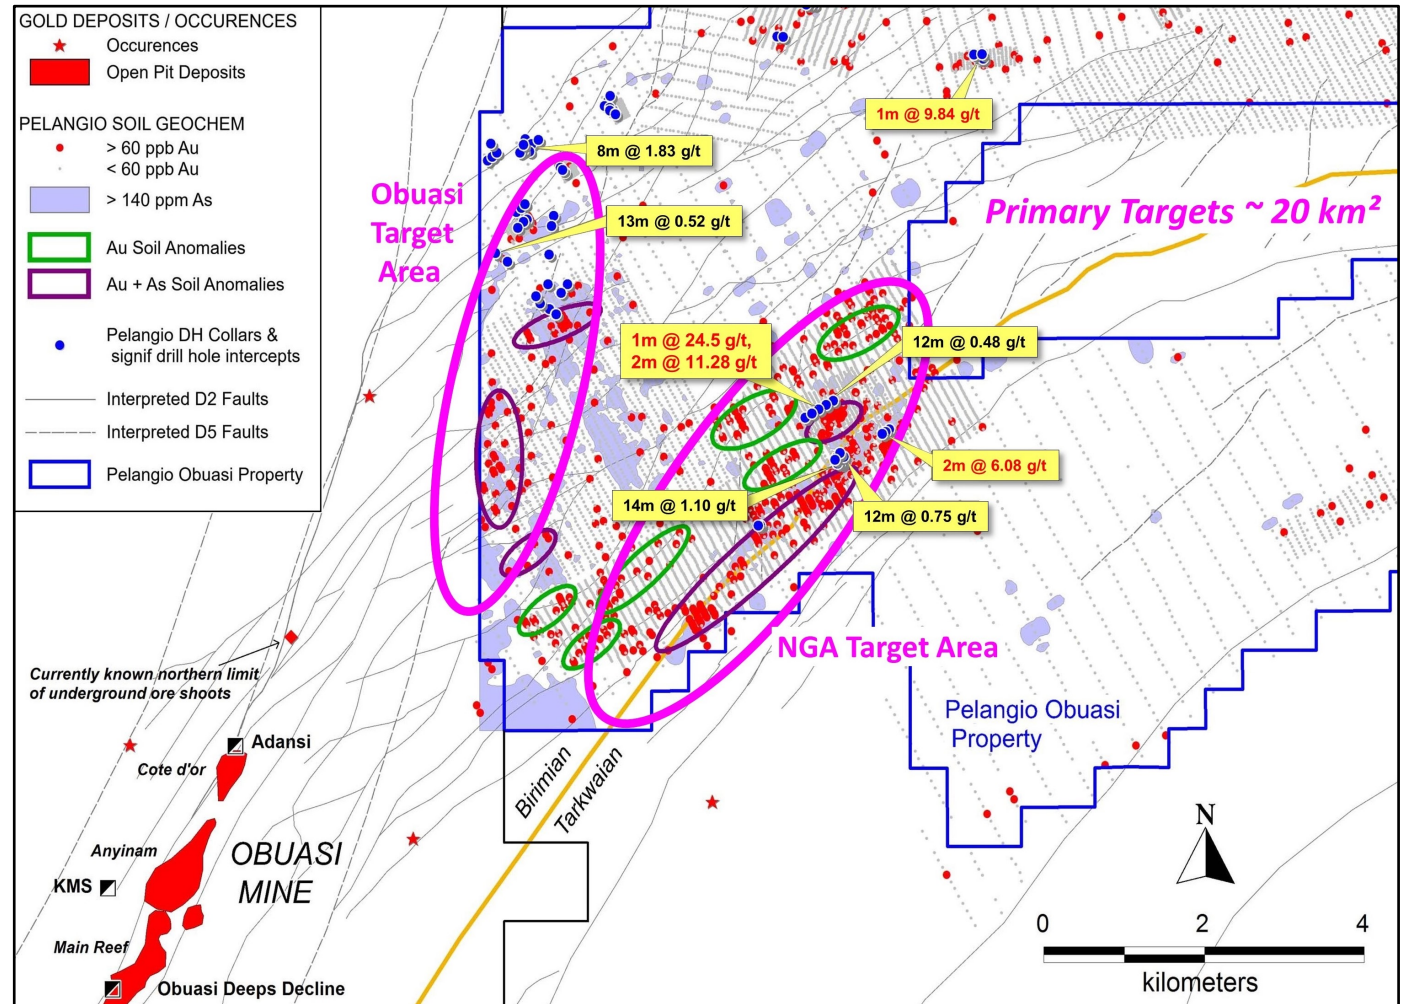 GOLD DEPOSITS / OCCURENCES
Occurences
Open Pit Deposits
PELANGIO SOIL GEOCHEM
> 60 ppb Au
< 60 ppb Au
> 140 ppm As
Au Soil Anomalies
Au + As Soil Anomalies
Pelangio DH Collars &
signif drill hole intercepts
Interpreted D2 Faults
Interpreted D5 Faults
Pelangio Obuasi Property
1m @ 9.84 g/t
8m @ 1.83 g/t
Obuasi
Target
Area
13m @ 0.52 g/t
Primary Targets ~ 20 km²
1m @ 24.5 g/t,
2m @ 11.28 g/t
12m @ 0.48 g/t
2m @ 6.08 g/t
14m @ 1.10 g/t
12m @ 0.75 g/t
NGA Target Area
Currently known northern limit
of underground ore shoots
Pelangio Obuasi
Property
Adansi
Cote d'or
Birimian
Tarkwaian
Anyinam
OBUASI
MINE
KMS
Main Reef
Obuasi Deeps Decline
N
0 2 4
kilometers